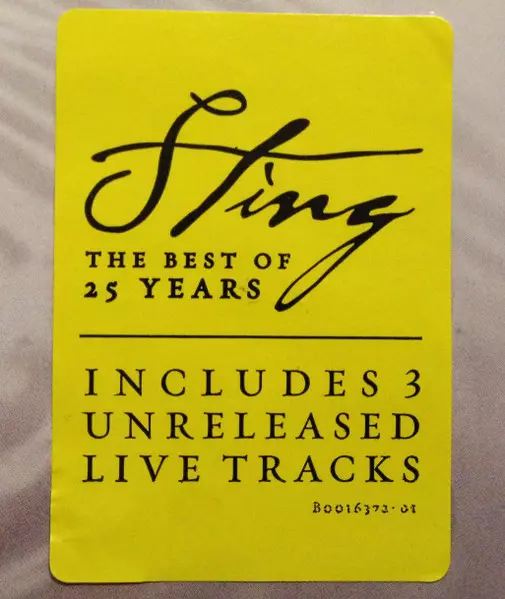 Sting
THE BEST OF
25 YEARS
INCLUDES 3
UNRELEASED
LIVE TRACKS
B0016372-01